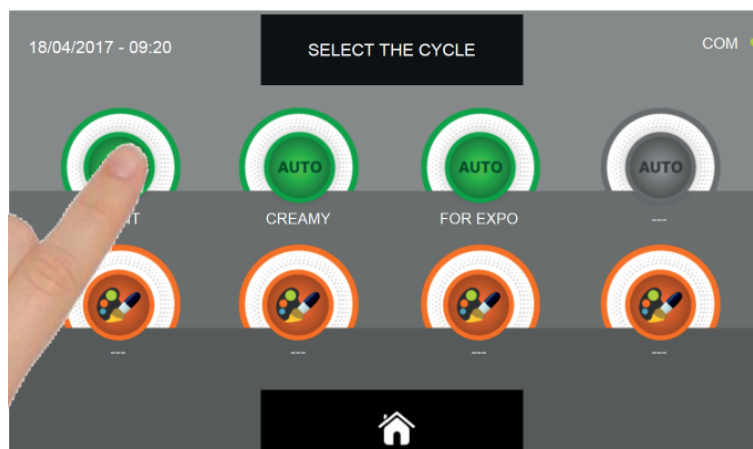 18/04/2017 - 09:20
SELECT THE CYCLE
COM
AUTO
AUTO
AUTO
CREAMY
FOR EXPO
---
---
---
---
---